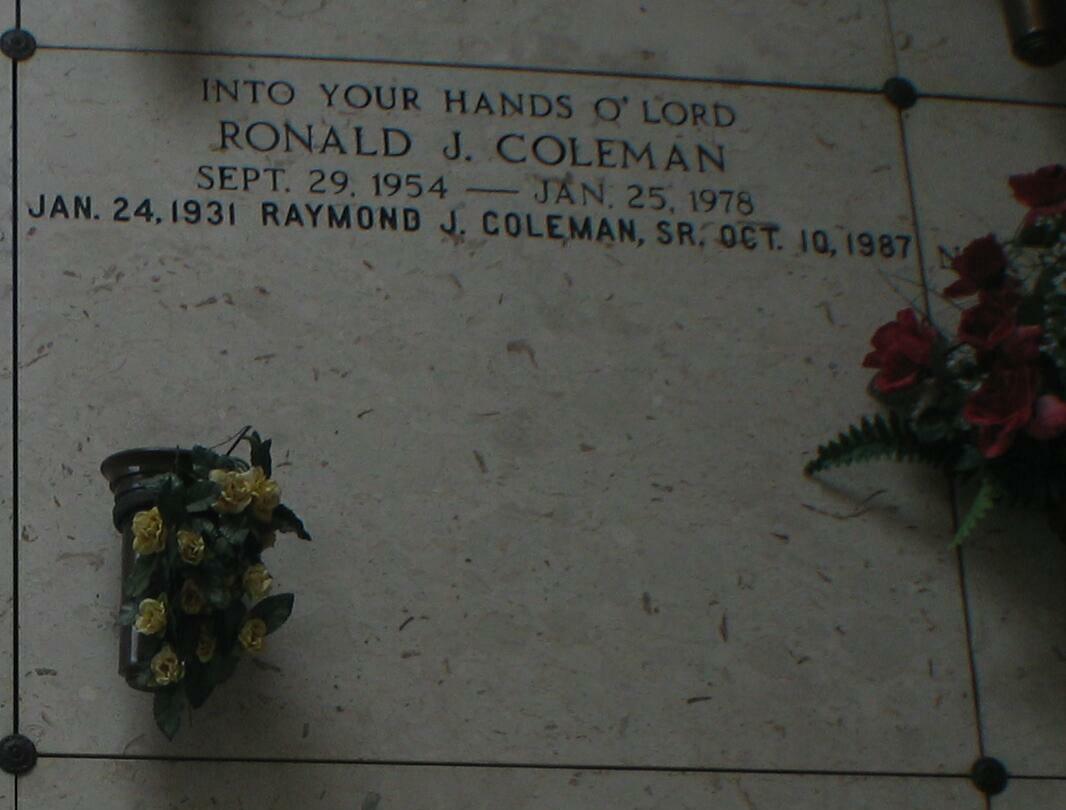 INTO YOUR HANDS O' LORD
RONALD J. COLEMAN
SEPT. 29. 1954 — JAN. 25, 1978
JAN. 24, 1931 RAYMOND J. COLEMAN, SR. OCT. 10, 1987